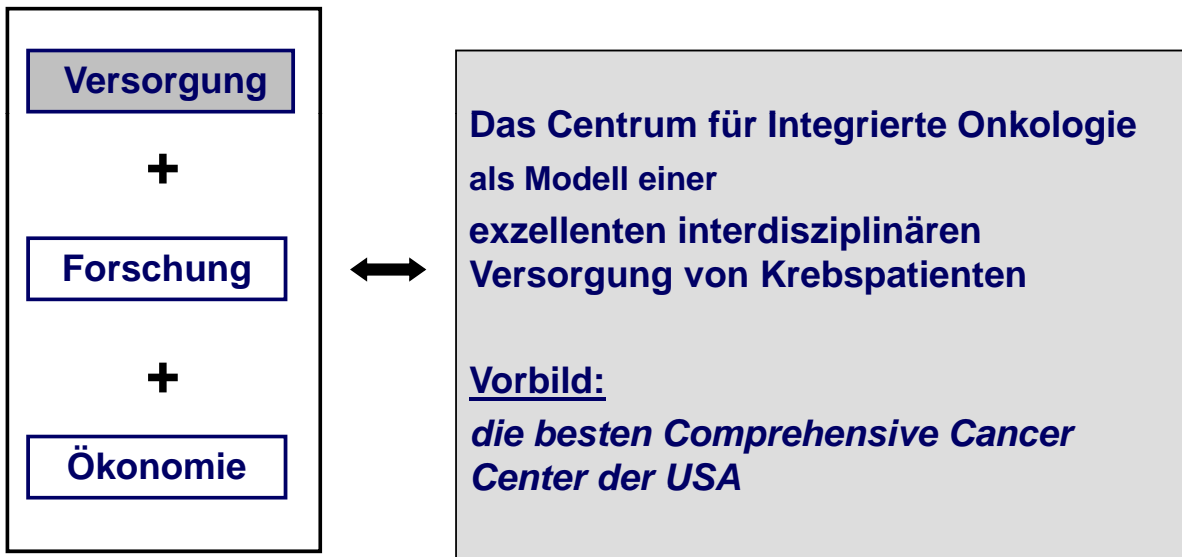 Versorgung
+
Forschung
+
Ökonomie
Das Centrum für Integrierte Onkologie
als Modell einer
exzellenten interdisziplinären
Versorgung von Krebspatienten
Vorbild:
die besten Comprehensive Cancer
Center der USA